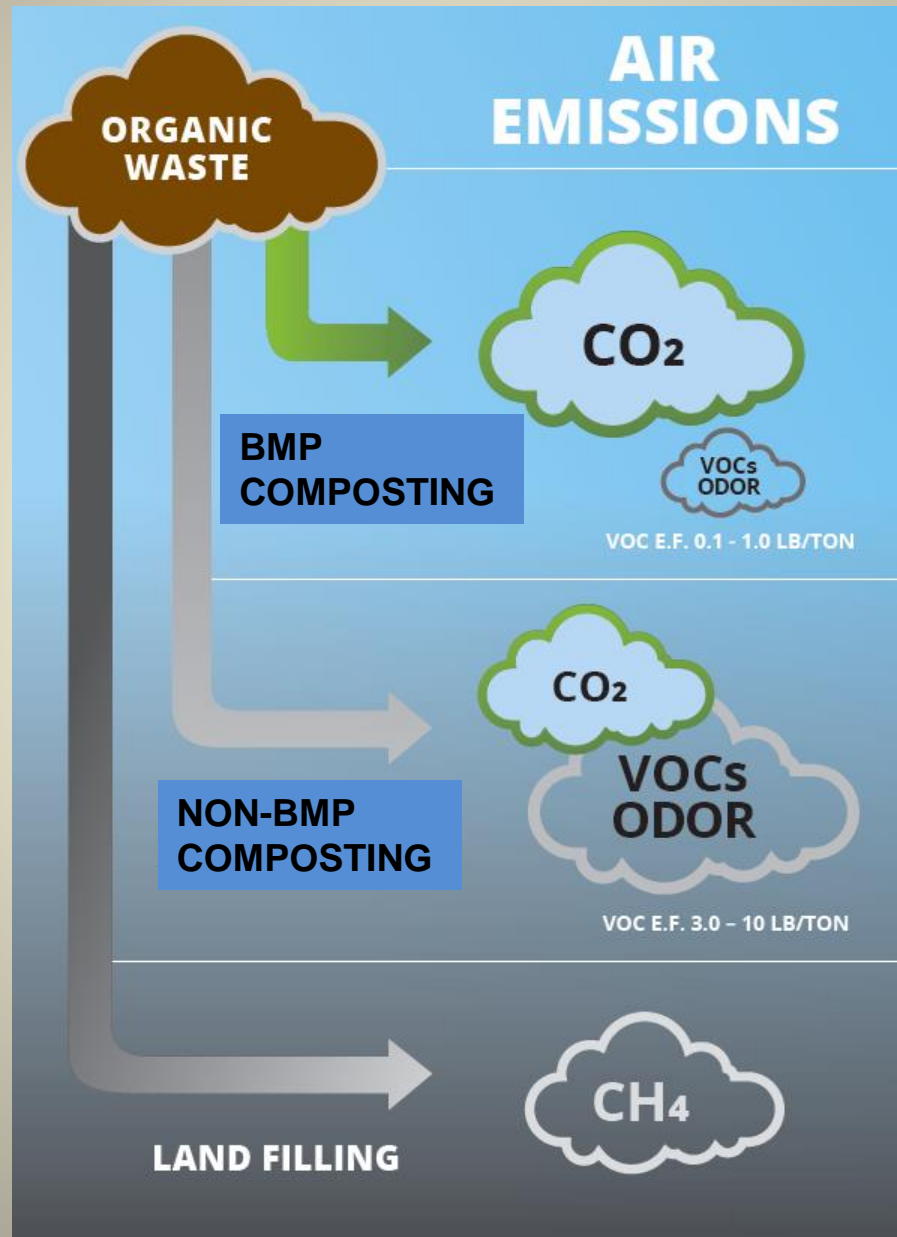 AIR
EMISSIONS
ORGANIC
WASTE
CO₂
BMP
COMPOSTING
VOCs
ODOR
VOC E.F. 0.1 - 1.0 LB/TON
CO₂
VOCs
ODOR
NON-BMP
COMPOSTING
VOC E.F. 3.0 – 10 LB/TON
CH₄
LAND FILLING